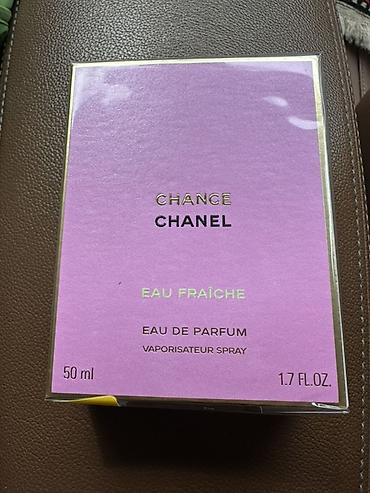 CHANCE
CHANEL
EAU FRAÎCHE
EAU DE PARFUM
VAPORISATEUR SPRAY
50 ml
1.7 FL.OZ.